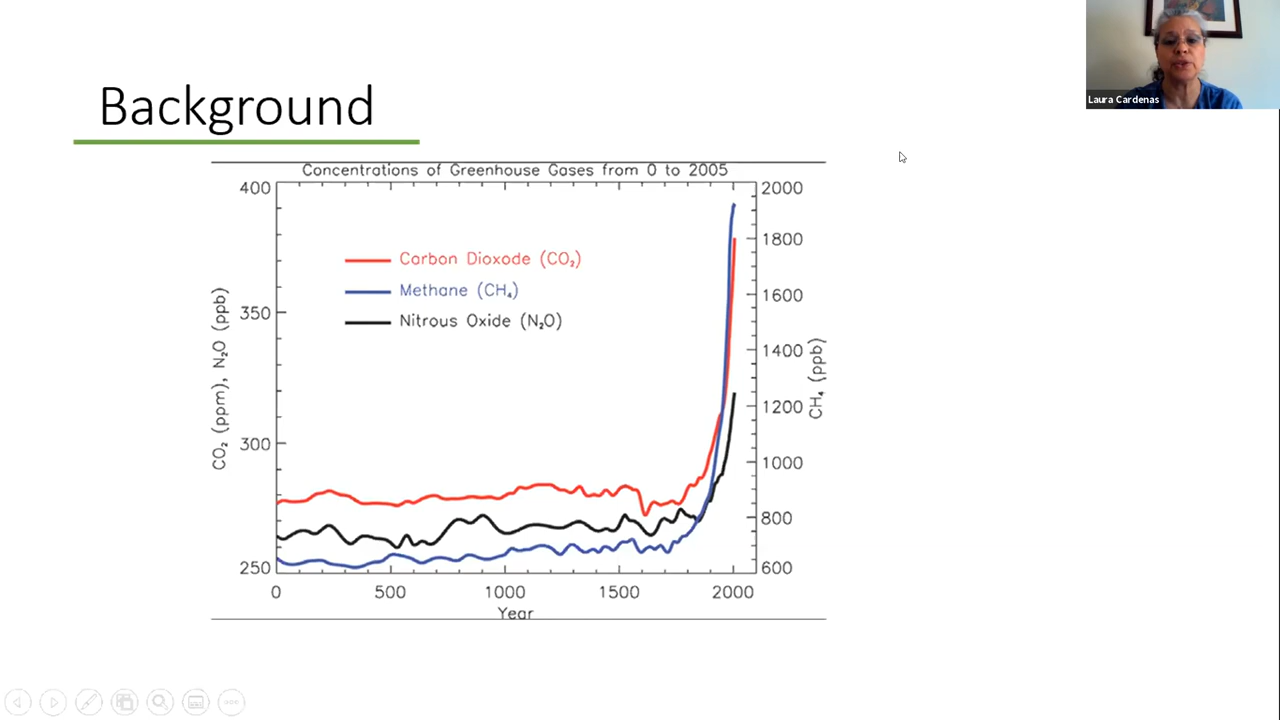 Background
Laura Cardenas
Concentrations of Greenhouse Gases from 0 to 2005
400
350
300
250
CO₂ (ppm), N₂O (ppb)
Carbon Dioxode (CO₂)
Methane (CH₄)
Nitrous Oxide (N₂O)
2000
1800
1600
1400
1200
1000
800
600
CH₄ (ppb)
0 500 1000 1500 2000
Year